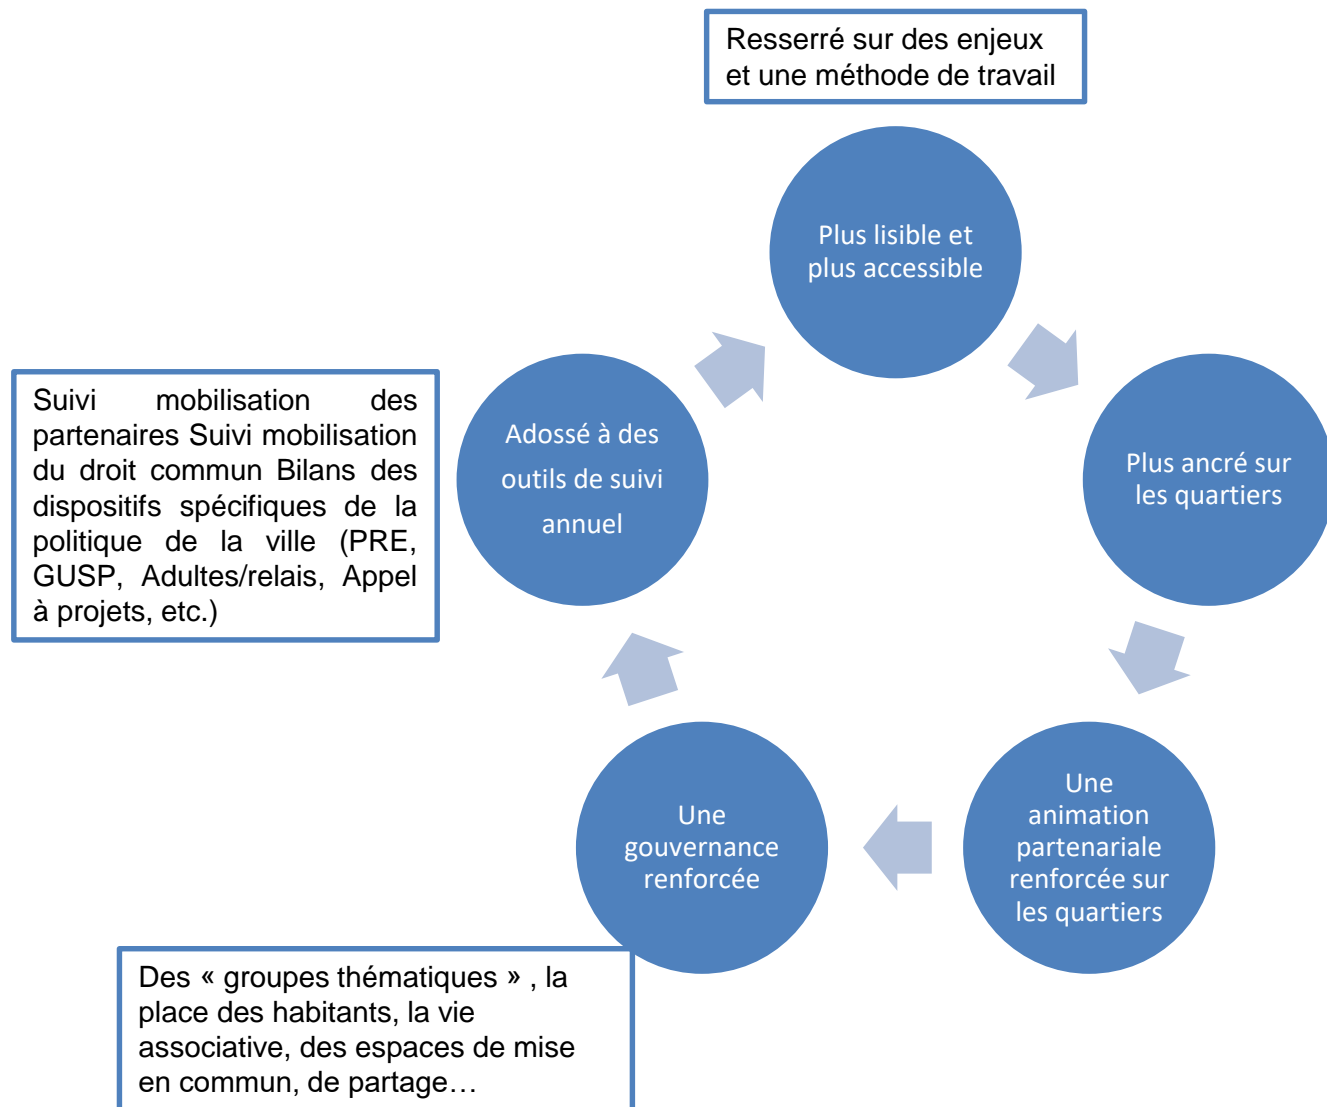 Resserré sur des enjeux
et une méthode de travail
Plus lisible et
plus accessible
Plus ancré sur
les quartiers
Une
animation
partenariale
renforcée sur
les quartiers
Une
gouvernance
renforcée
Des « groupes thématiques » , la
place des habitants, la vie
associative, des espaces de mise
en commun, de partage…
Adossé à des
outils de suivi
annuel
Suivi mobilisation des
partenaires Suivi mobilisation
du droit commun Bilans des
dispositifs spécifiques de la
politique de la ville (PRE,
GUSP, Adultes/relais, Appel
à projets, etc.)